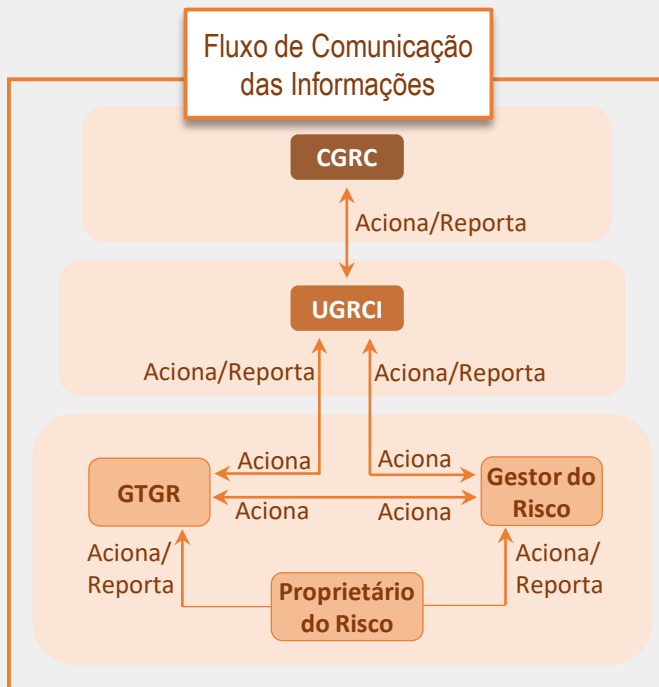 Fluxo de Comunicação
das Informações
CGRC
Aciona/Reporta
UGRCI
Aciona/Reporta
Aciona/Reporta
Aciona
Aciona
GTGR
Gestor do
Risco
Aciona
Aciona
Aciona/
Reporta
Aciona/
Reporta
Proprietário
do Risco